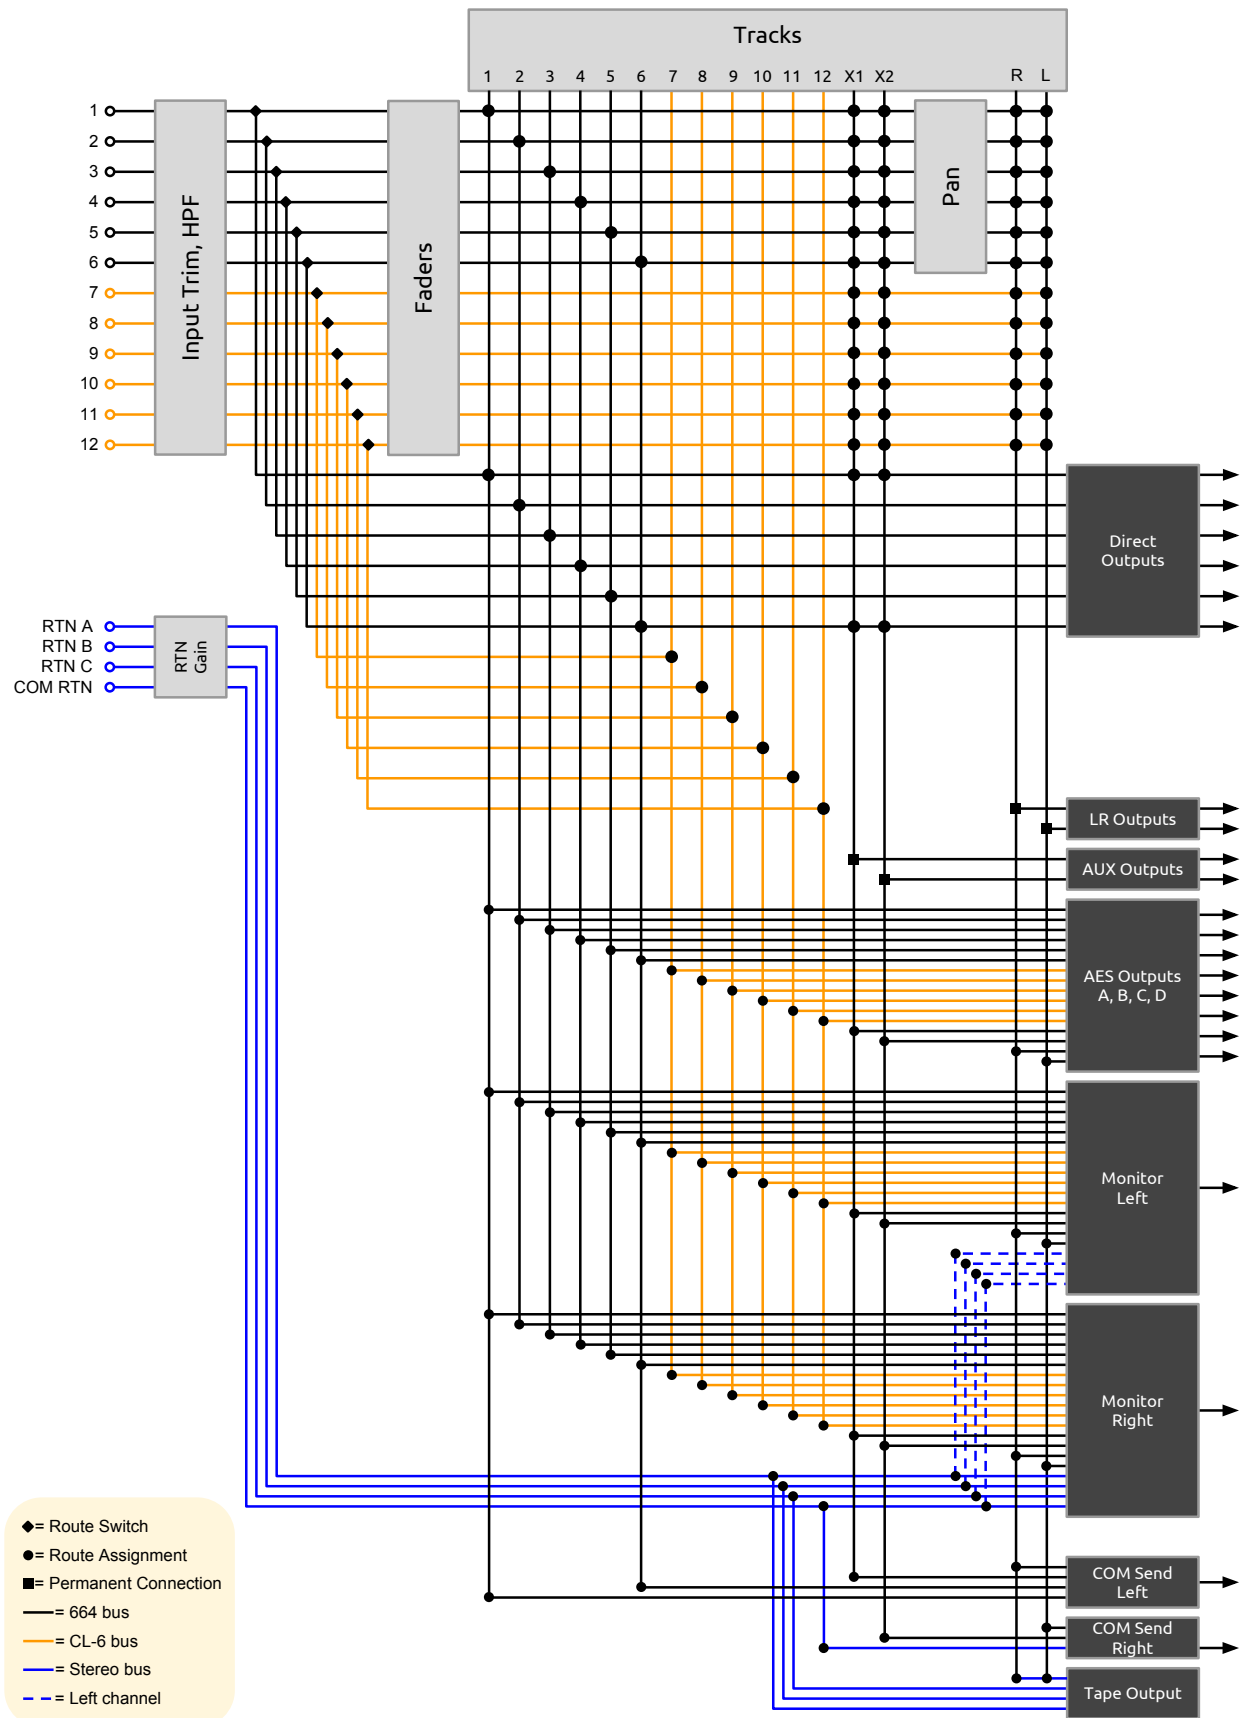 Tracks
1 2 3 4 5 6 7 8 9 10 11 12 X1 X2 R L
1
2
3
4
5
6
7
8
9
10
11
12
Input Trim, HPF
Faders
Pan
Direct
Outputs
RTN A
RTN B
RTN C
COM RTN
RTN
Gain
LR Outputs
AUX Outputs
AES Outputs
A, B, C, D
Monitor
Left
Monitor
Right
COM Send
Left
COM Send
Right
Tape Output
= Route Switch
= Route Assignment
= Permanent Connection
= 664 bus
= CL-6 bus
= Stereo bus
= Left channel